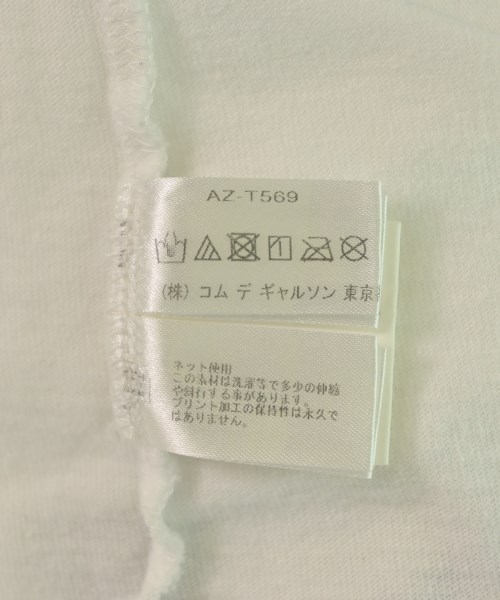 AZ-T569
(株) コム デ ギャルソン 東京
ネット使用
この素材は洗濯等で多少の伸縮
や斜行する事があります。
プリント加工の保持性は永久で
はありません。